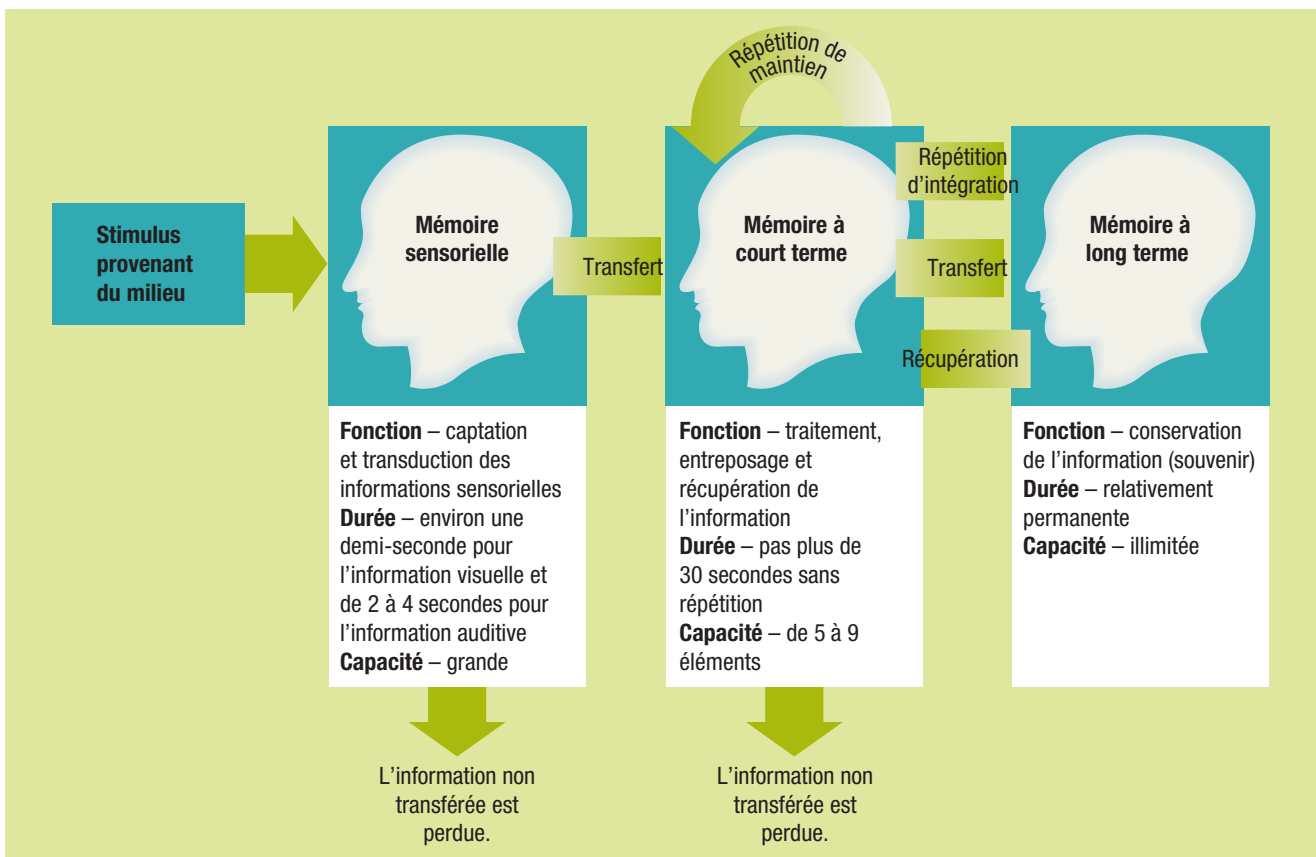 Répétition de
maintien
Stimulus
provenant
du milieu
Mémoire
sensorielle
Transfert
Mémoire à
court terme
Répétition
d'intégration
Transfert
Récupération
Mémoire à
long terme
Fonction – captation
et transduction des
informations sensorielles
Durée – environ une
demi-seconde pour
l'information visuelle et
de 2 à 4 secondes pour
l'information auditive
Capacité – grande
Fonction – traitement,
entreposage et
récupération de
l'information
Durée – pas plus de
30 secondes sans
répétition
Capacité – de 5 à 9
éléments
Fonction – conservation
de l'information (souvenir)
Durée – relativement
permanente
Capacité – illimitée
L'information non
transférée est
perdue.
L'information non
transférée est
perdue.